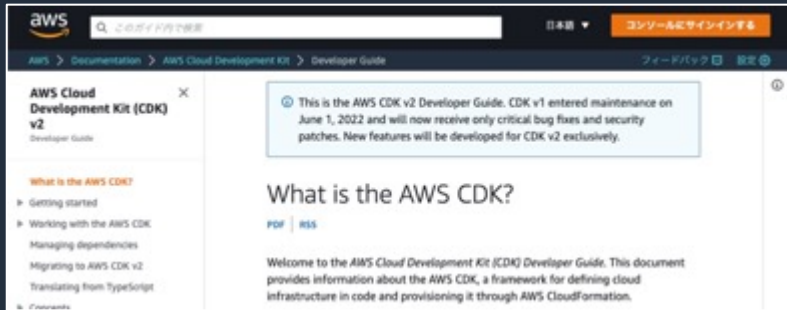 aws
このガイド内で検索
日本語 ▼
コンソールにサインインする
AWS > Documentation > AWS Cloud Development Kit > Developer Guide
フィードバック
設定
AWS Cloud
Development Kit (CDK)
v2
Developer Guide
This is the AWS CDK v2 Developer Guide. CDK v1 entered maintenance on
June 1, 2022 and will now receive only critical bug fixes and security
patches. New features will be developed for CDK v2 exclusively.
What is the AWS CDK?
Getting started
Working with the AWS CDK
Managing dependencies
Migrating to AWS CDK v2
Translating from TypeScript
Concepts
What is the AWS CDK?
PDF | RSS
Welcome to the AWS Cloud Development Kit (CDK) Developer Guide. This document
provides information about the AWS CDK, a framework for defining cloud
infrastructure in code and provisioning it through AWS CloudFormation.